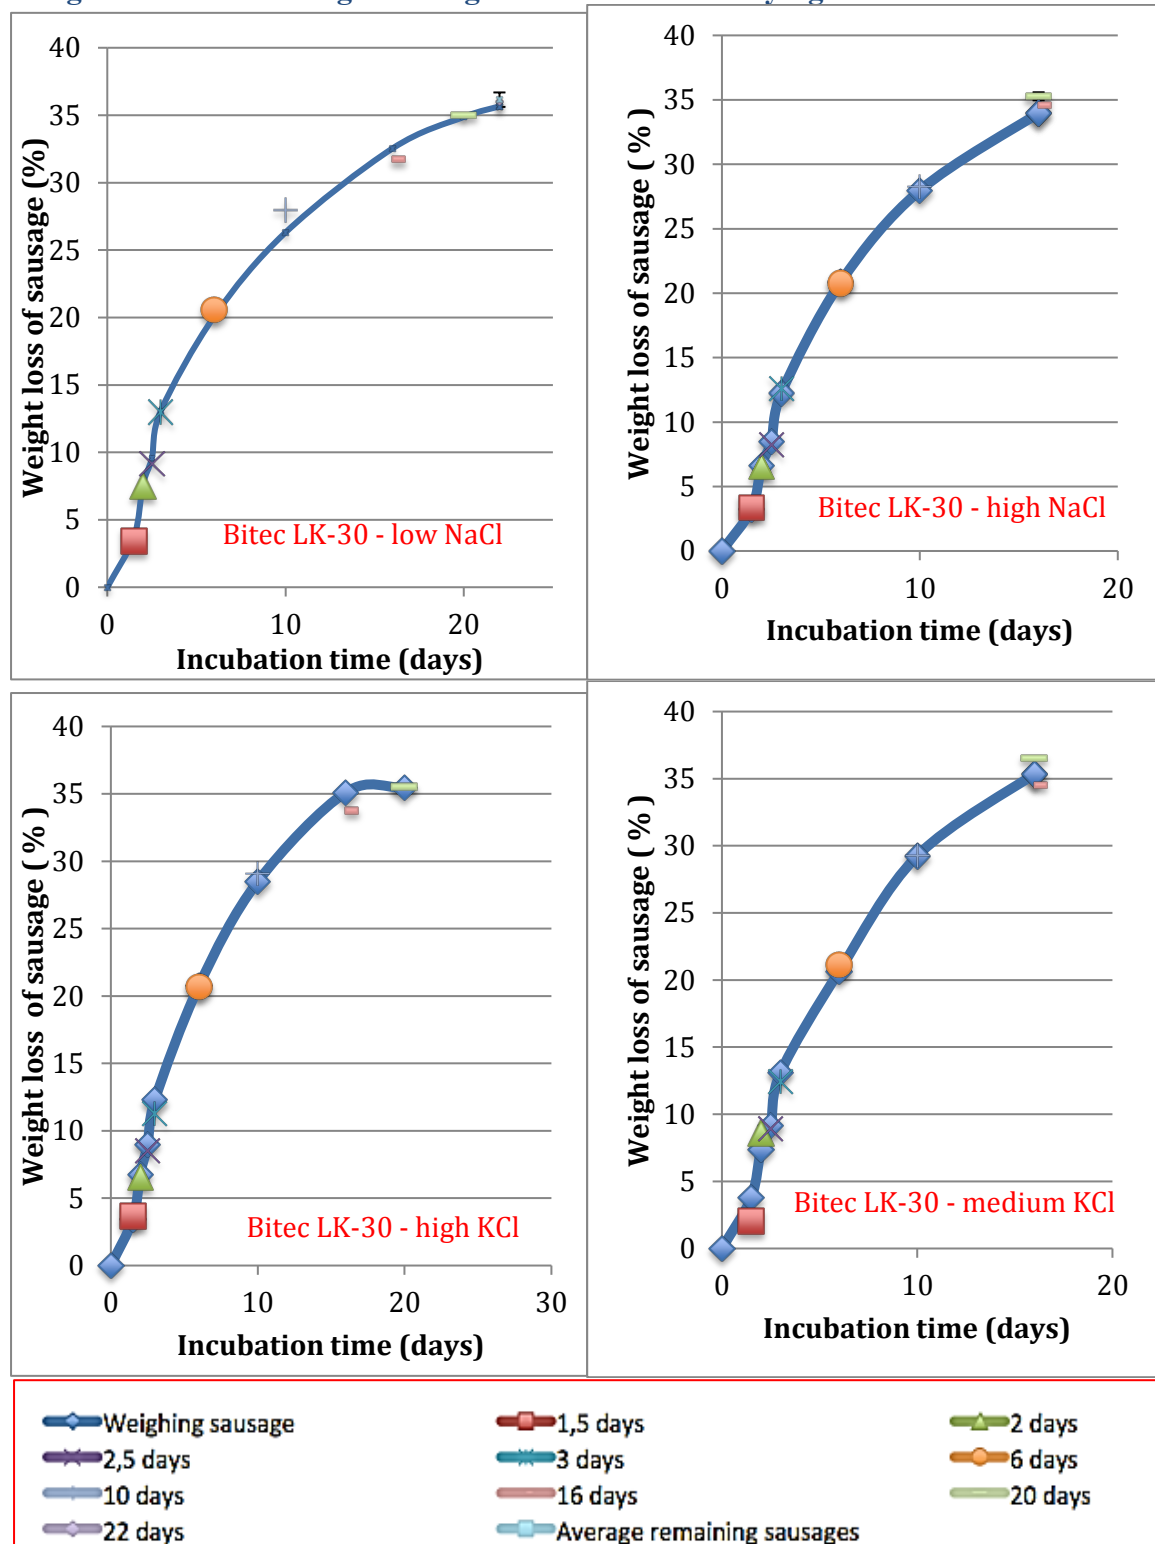 40
35
30
25
20
15
10
5
0
0 10 20
Weight loss of sausage (%)
Incubation time (days)
Bitec LK-30 - low NaCl
40
35
30
25
20
15
10
5
0
0 10 20
Weight loss of sausage ( % )
Incubation time (days)
Bitec LK-30 - high NaCl
40
35
30
25
20
15
10
5
0
0 10 20 30
Weight loss of sausage ( % )
Incubation time (days)
Bitec LK-30 - high KCl
40
35
30
25
20
15
10
5
0
0 10 20
Weight loss of sausage ( % )
Incubation time (days)
Bitec LK-30 - medium KCl
Weighing sausage 1,5 days 2 days
2,5 days 3 days 6 days
10 days 16 days 20 days
22 days Average remaining sausages